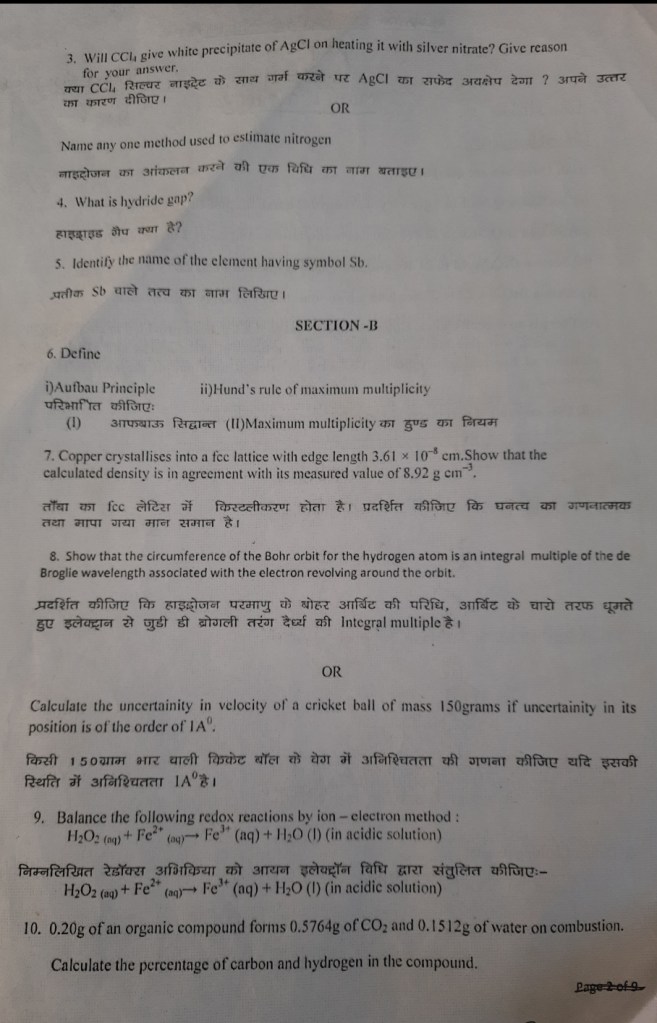 3. Will CCl₄ give white precipitate of AgCl on heating it with silver nitrate? Give reason
for your answer.
क्या CCl₄ सिल्वर नाइट्रेट के साथ गर्म करने पर AgCl का सफेद अवक्षेप देगा ? अपने उत्तर
का कारण दीजिए।
OR
Name any one method used to estimate nitrogen
नाइट्रोजन का आंकलन करने की एक विधि का नाम बताइए।
4. What is hydride gap?
हाइड्राइड गैप क्या है?
5. Identify the name of the element having symbol Sb.
प्रतीक Sb वाले तत्व का नाम लिखिए।
SECTION -B
6. Define
i)Aufbau Principle ii)Hund's rule of maximum multiplicity
कीजिए:
(I) आफबाऊ सिद्वान्त (II)Maximum multiplicity का हुण्ड का नियम
7. Copper crystallises into a fcc lattice with edge length 3.61 × 10⁻⁸ cm.Show that the
calculated density is in agreement with its measured value of 8.92 g cm⁻³.
ताँबा का fcc लेटिस में किस्टलीकरण होता है। प्रदर्शित कीजिए कि घनत्व का गणनात्मक
तथा मापा गया मान समान है।
8. Show that the circumference of the Bohr orbit for the hydrogen atom is an integral multiple of the de
Broglie wavelength associated with the electron revolving around the orbit.
प्रदर्शित कीजिए कि हाइड्रोजन परमाणु के बोहर आर्बिट की परिधि, आर्बिट के चारो तरफ घूमते
हुए इलेक्ट्रान से जुडी डी ब्रोगली तरंग दैर्ध्य की Integral multiple है।
OR
Calculate the uncertainity in velocity of a cricket ball of mass 150grams if uncertainity in its
position is of the order of 1A⁰.
किसी 150ग्राम भार वाली किकेट बॉल के वेग में अनिश्चितता की गणना कीजिए यदि इसकी
स्थिति में अनिश्चितता 1A⁰है।
9. Balance the following redox reactions by ion – electron method :
H₂O₂ (aq) + Fe²⁺ (aq)→ Fe³⁺ (aq) + H₂O (l) (in acidic solution)
निम्नलिखित रेडॉक्स अभिकिया को आयन इलेक्ट्रॉन विधि द्वारा संतुलित कीजिए:–
H₂O₂ (aq) + Fe²⁺ (aq)→ Fe³⁺ (aq) + H₂O (l) (in acidic solution)
10. 0.20g of an organic compound forms 0.5764g of CO₂ and 0.1512g of water on combustion.
Calculate the percentage of carbon and hydrogen in the compound.
Page 2 of 9